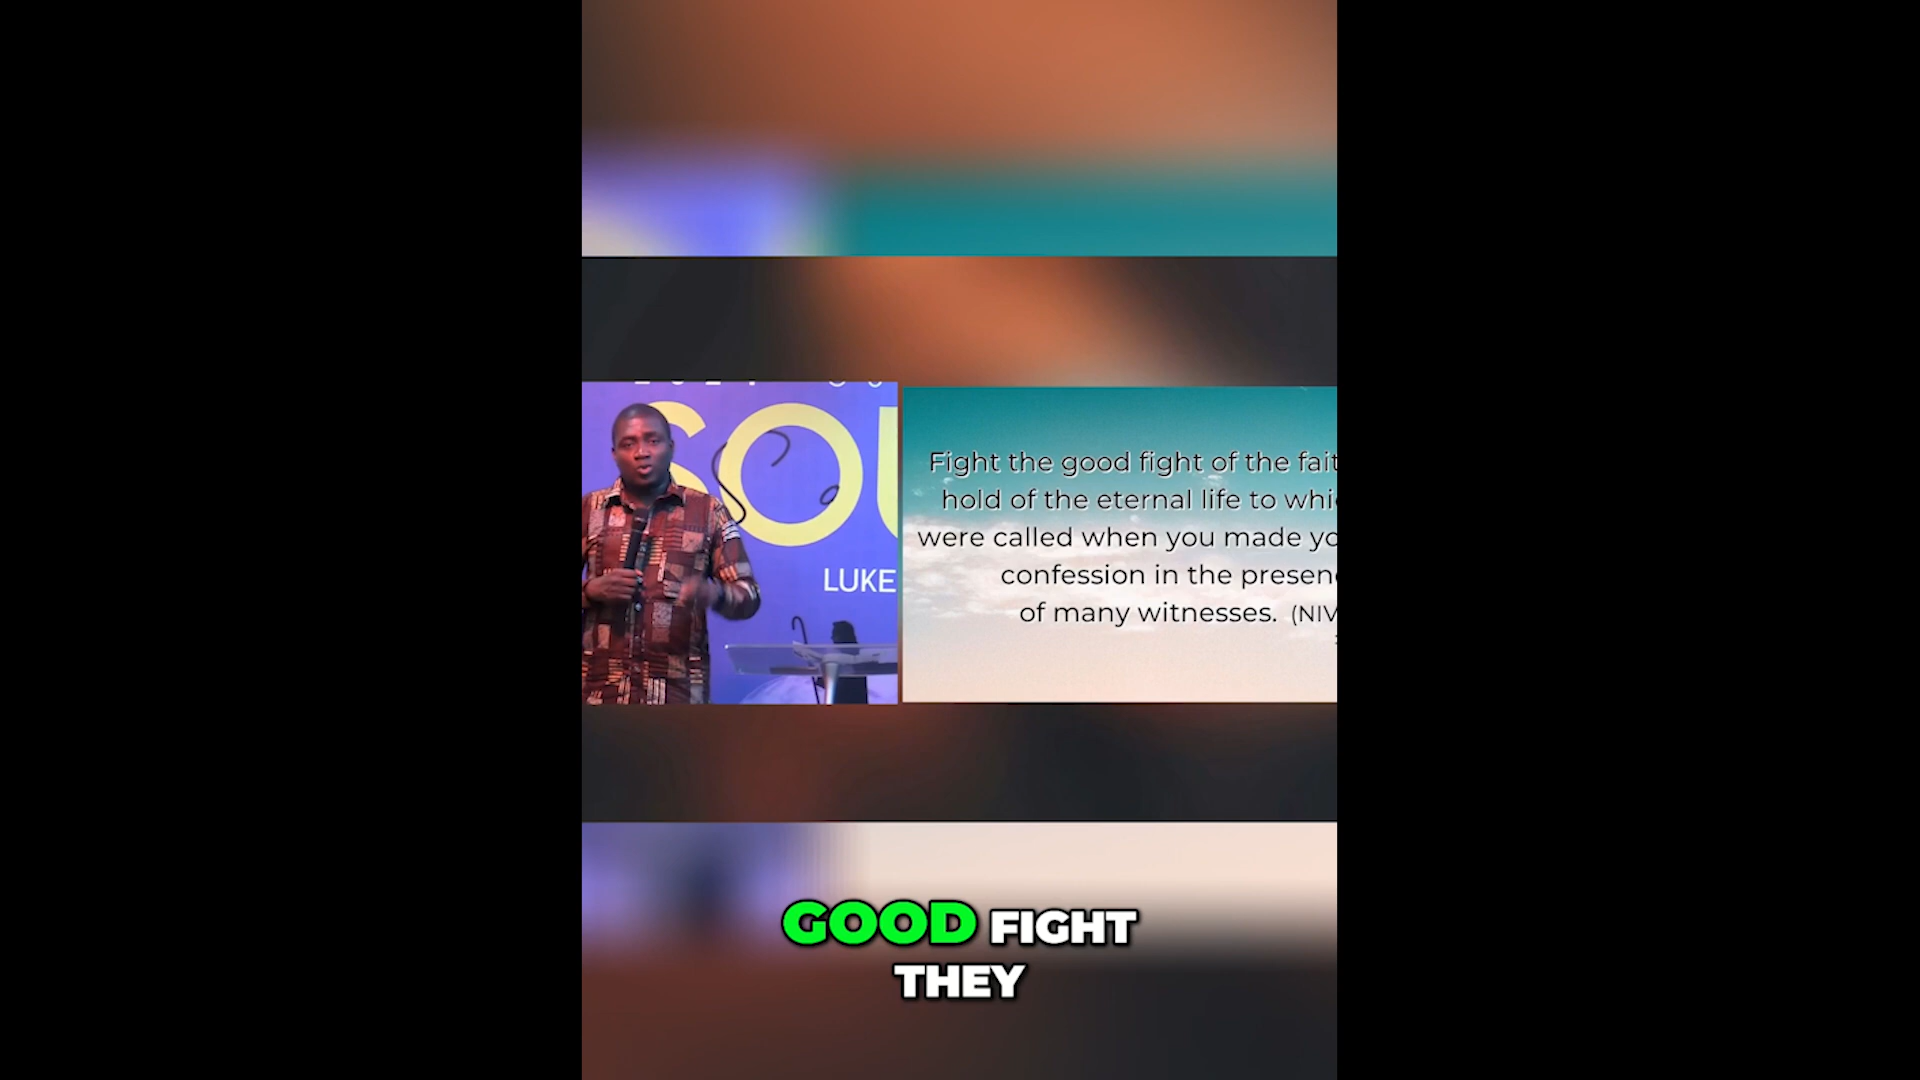 SOU
LUKE
Fight the good fight of the fait
hold of the eternal life to whi
were called when you made yo
confession in the presen
of many witnesses. (NIV
GOOD FIGHT
THEY